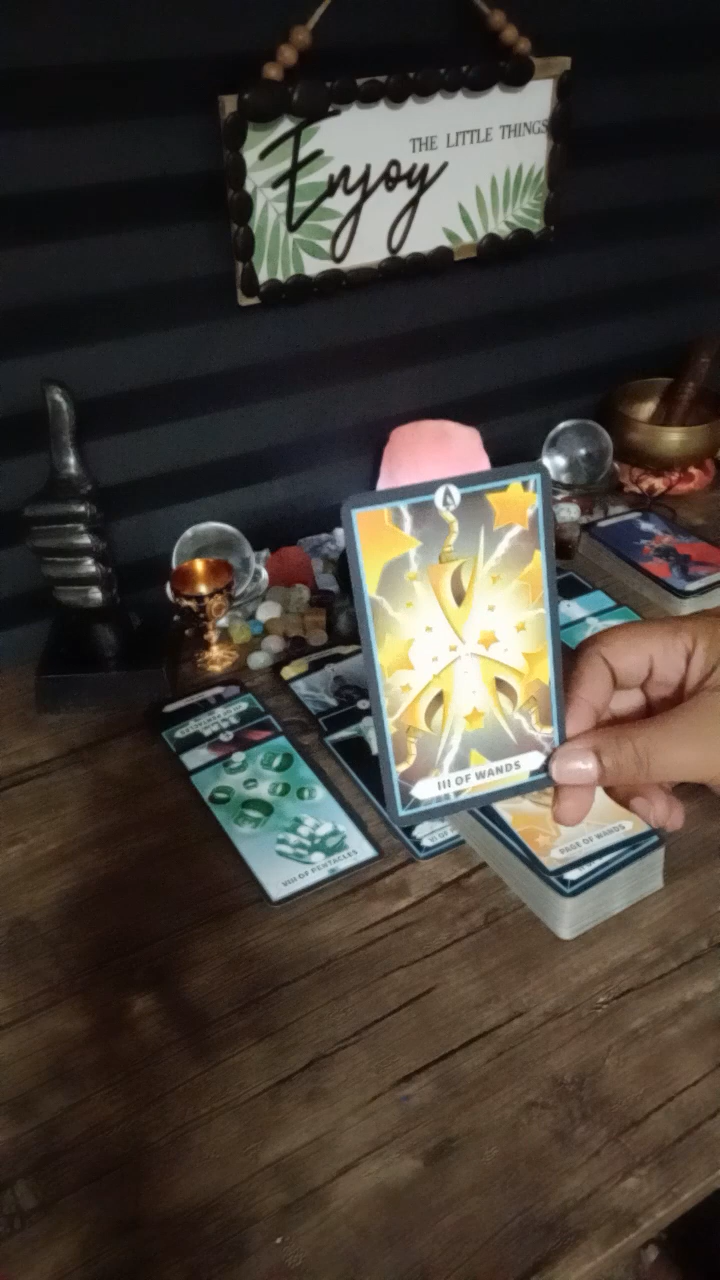 THE LITTLE THINGS
Enjoy
III OF WANDS
PAGE OF WANDS
VIII OF PENTACLES